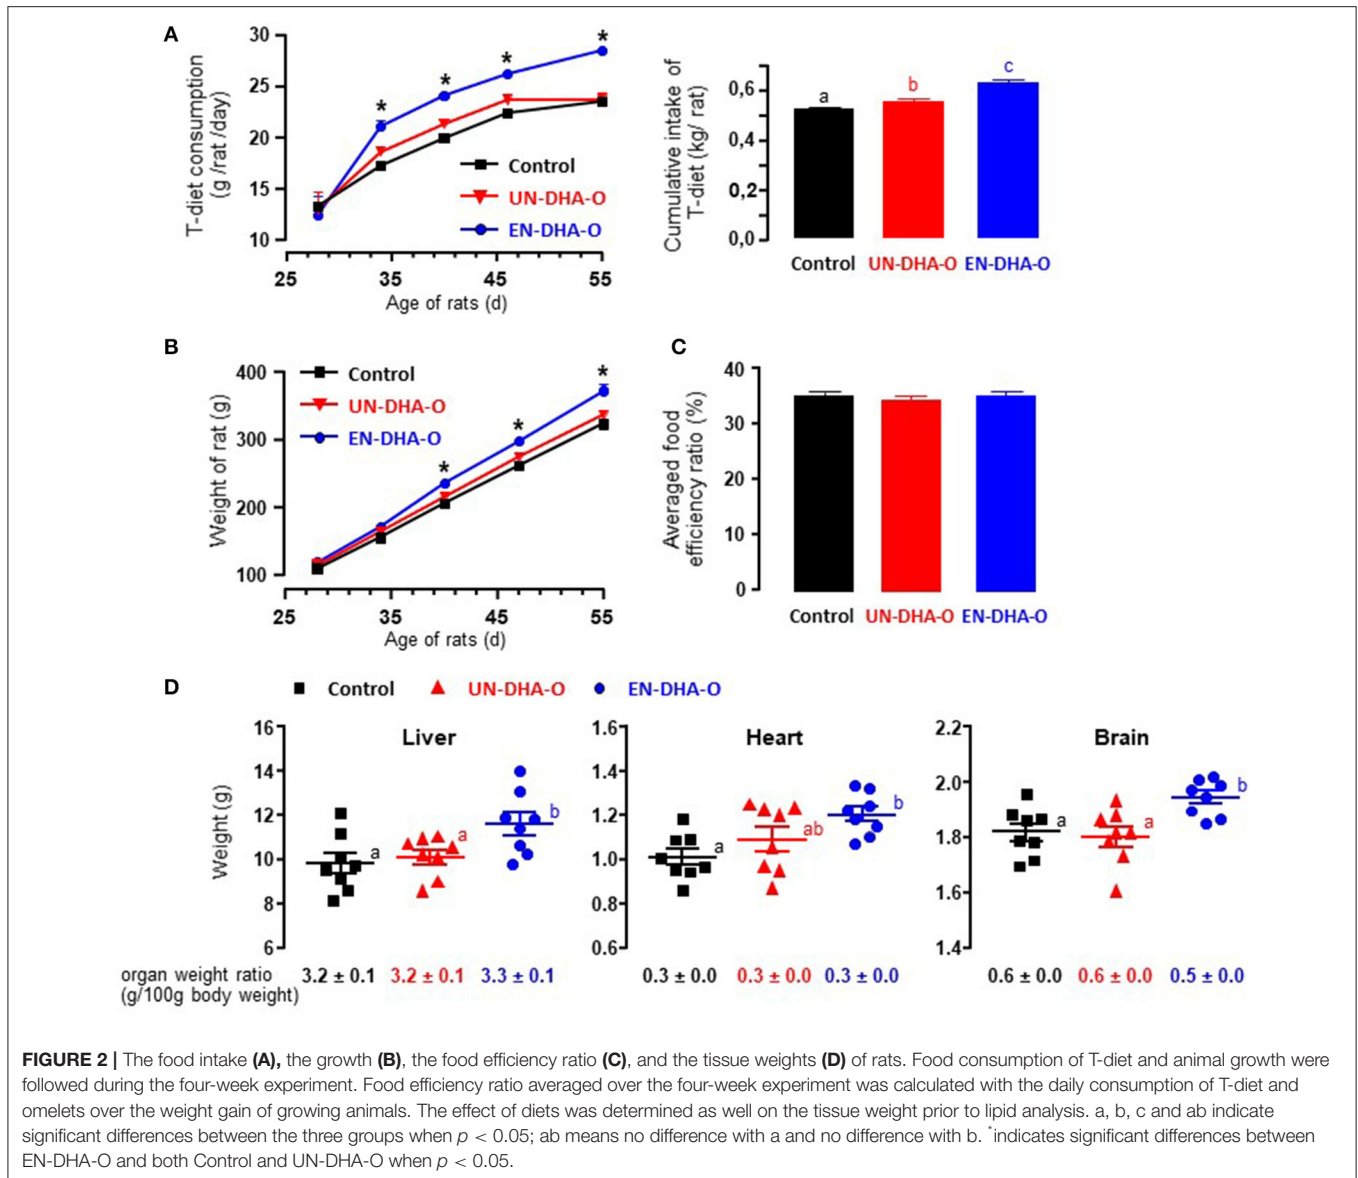 A
T-diet consumption
(g /rat /day)
30
25
20
15
10
* * * * *
Control
UN-DHA-O
EN-DHA-O
25 35 45 55
Age of rats (d)
Cumulative intake of
T-diet (kg/ rat)
0,6
0,4
0,2
0,0
a b c
Control UN-DHA-O EN-DHA-O
B
Weight of rat (g)
400
300
200
100
Control
UN-DHA-O
EN-DHA-O
* * * *
25 35 45 55
Age of rats (d)
C
Averaged food
efficiency ratio (%)
40
30
20
10
0
Control UN-DHA-O EN-DHA-O
D
Control UN-DHA-O EN-DHA-O
Weight (g)
Liver
16
14
12
10
8
6
a a b
Heart
1.6
1.4
1.2
1.0
0.8
0.6
a ab b
Brain
2.2
2.0
1.8
1.6
1.4
a a b
organ weight ratio
(g/100g body weight)
3.2 ± 0.1 3.2 ± 0.1 3.3 ± 0.1
0.3 ± 0.0 0.3 ± 0.0 0.3 ± 0.0
0.6 ± 0.0 0.6 ± 0.0 0.5 ± 0.0
FIGURE 2 | The food intake (A), the growth (B), the food efficiency ratio (C), and the tissue weights (D) of rats. Food consumption of T-diet and animal growth were
followed during the four-week experiment. Food efficiency ratio averaged over the four-week experiment was calculated with the daily consumption of T-diet and
omelets over the weight gain of growing animals. The effect of diets was determined as well on the tissue weight prior to lipid analysis. a, b, c and ab indicate
significant differences between the three groups when p < 0.05; ab means no difference with a and no difference with b. *indicates significant differences between
EN-DHA-O and both Control and UN-DHA-O when p < 0.05.